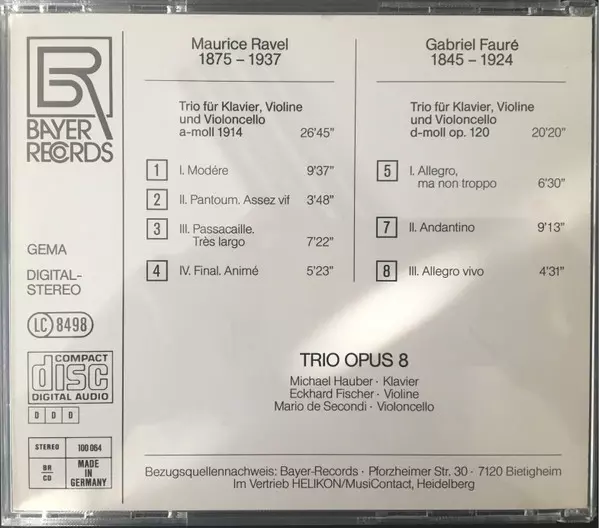 BR
BAYER
RECORDS
GEMA
DIGITAL-
STEREO
LC 8498
COMPACT
disc
DIGITAL AUDIO
D D D
STEREO 100 064
BR
CD
MADE IN
GERMANY
Maurice Ravel
1875 – 1937
Trio für Klavier, Violine
und Violoncello
a-moll 1914 26'45"
1 I. Modére 9'37"
2 II. Pantoum. Assez vif 3'48"
3 III. Passacaille.
Très largo 7'22"
4 IV. Final. Animé 5'23"
Gabriel Fauré
1845 – 1924
Trio für Klavier, Violine
und Violoncello
d-moll op. 120 20'20"
5 I. Allegro,
ma non troppo 6'30"
7 II. Andantino 9'13"
8 III. Allegro vivo 4'31"
TRIO OPUS 8
Michael Hauber · Klavier
Eckhard Fischer · Violine
Mario de Secondi · Violoncello
Bezugsquellennachweis: Bayer-Records · Pforzheimer Str. 30 · 7120 Bietigheim
Im Vertrieb HELIKON/MusiContact, Heidelberg